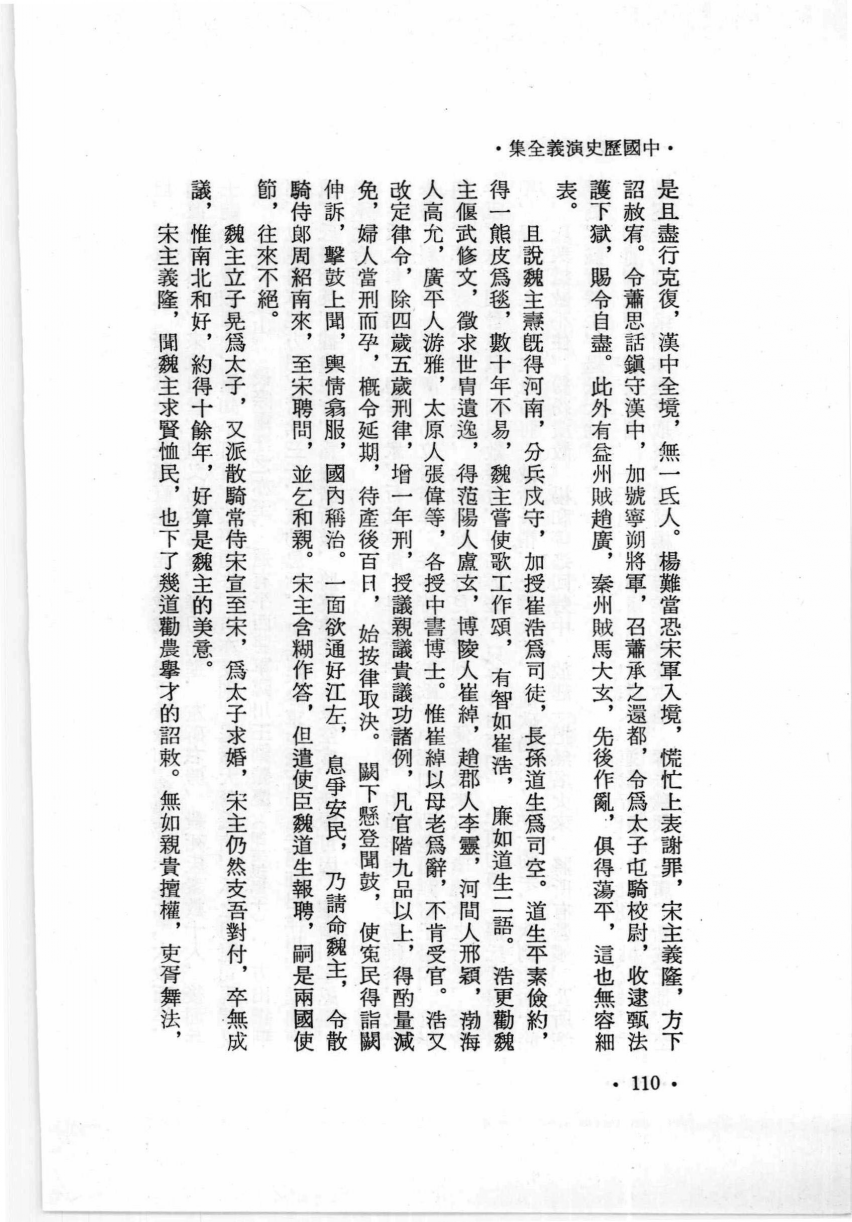 ·中國歷史演義全集·
是且盡行克復，漢中全境，無一氐人。楊難當恐宋軍入境，慌忙上表謝罪，宋主義隆，方下
詔赦宥。令蕭思話鎭守漢中，加號寧朔將軍，召蕭承之還都，令爲太子屯騎校尉，收逮甄法
護下獄，賜令自盡。此外有益州賊趙廣，秦州賊馬大玄，先後作亂，俱得蕩平，這也無容細
表。
且說魏主燾旣得河南，分兵戍守，加授崔浩爲司徒，長孫道生爲司空。道生平素儉約，
得一熊皮爲毯，數十年不易，魏主嘗使歌工作頌，有智如崔浩，廉如道生二語。浩更勸魏
主偃武修文，徵求世冑遺逸，得范陽人盧玄，博陵人崔綽，趙郡人李靈，河間人邢穎，渤海
人高允，廣平人游雅，太原人張偉等，各授中書博士。惟崔綽以母老爲辭，不肯受官。浩又
改定律令，除四歲五歲刑律，增一年刑，授議親議貴議功諸例，凡官階九品以上，得酌量減
免，婦人當刑而孕，概令延期，待產後百日，始按律取決。闕下懸登聞鼓，使寃民得詣闕
伸訴，擊鼓上聞，輿情翕服，國內稱治。一面欲通好江左，息爭安民，乃請命魏主，令散
騎侍郞周紹南來，至宋聘問，並乞和親。宋主含糊作答，但遣使臣魏道生報聘，嗣是兩國使
節，往來不絕。
魏主立子晃爲太子，又派散騎常侍宋宣至宋，爲太子求婚，宋主仍然支吾對付，卒無成
議，惟南北和好，約得十餘年，好算是魏主的美意。
宋主義隆，聞魏主求賢恤民，也下了幾道勸農舉才的詔敕。無如親貴擅權，吏胥舞法，
·110·